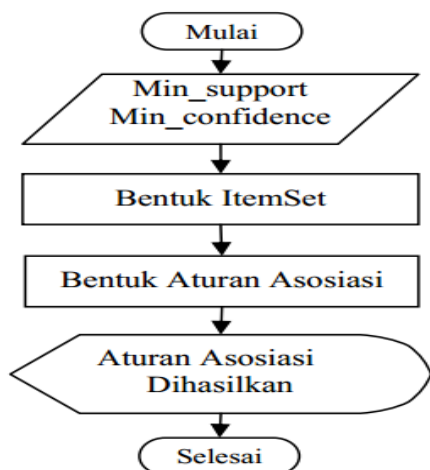 Mulai
Min_support
Min_confidence
Bentuk ItemSet
Bentuk Aturan Asosiasi
Aturan Asosiasi
Dihasilkan
Selesai